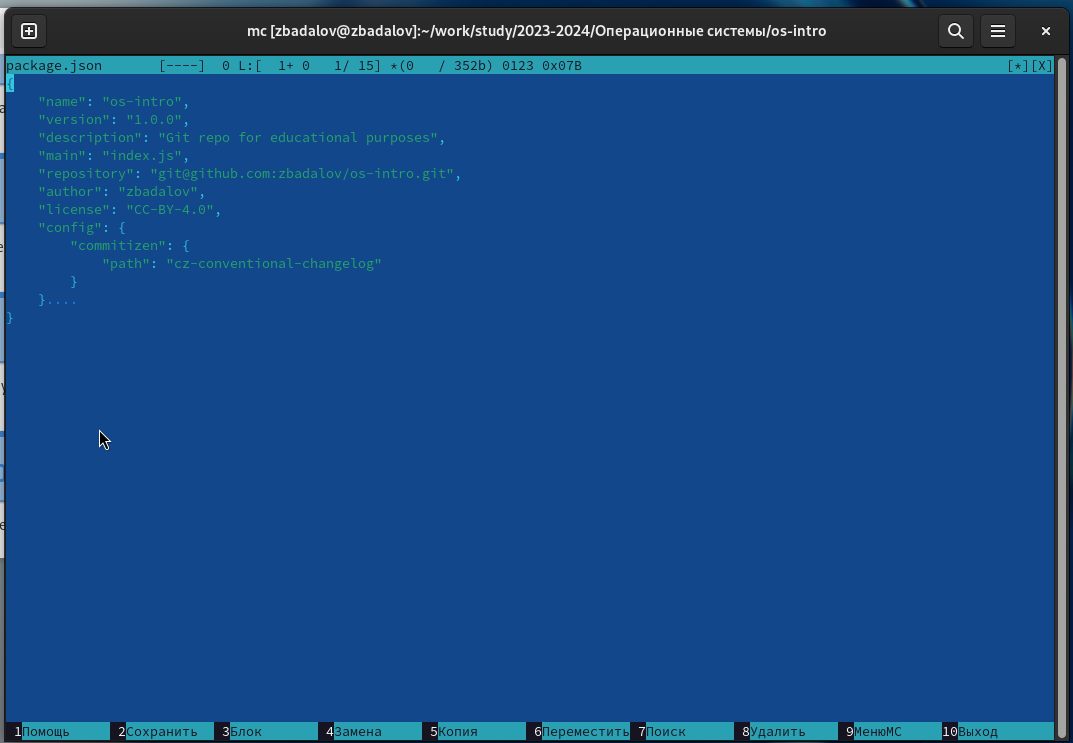 mc [zbadalov@zbadalov]:~/work/study/2023-2024/Операционные системы/os-intro
package.json       [----]  0 L:[  1+ 0   1/ 15] *(0   / 352b) 0123 0x07B                                                     [*][X]
{
    "name": "os-intro",
    "version": "1.0.0",
    "description": "Git repo for educational purposes",
    "main": "index.js",
    "repository": "git@github.com:zbadalov/os-intro.git",
    "author": "zbadalov",
    "license": "CC-BY-4.0",
    "config": {
        "commitizen": {
            "path": "cz-conventional-changelog"
        }
    }....
}
1Помощь 2Сохранить 3Блок 4Замена 5Копия 6Переместить 7Поиск 8Удалить 9МенюMC 10Выход